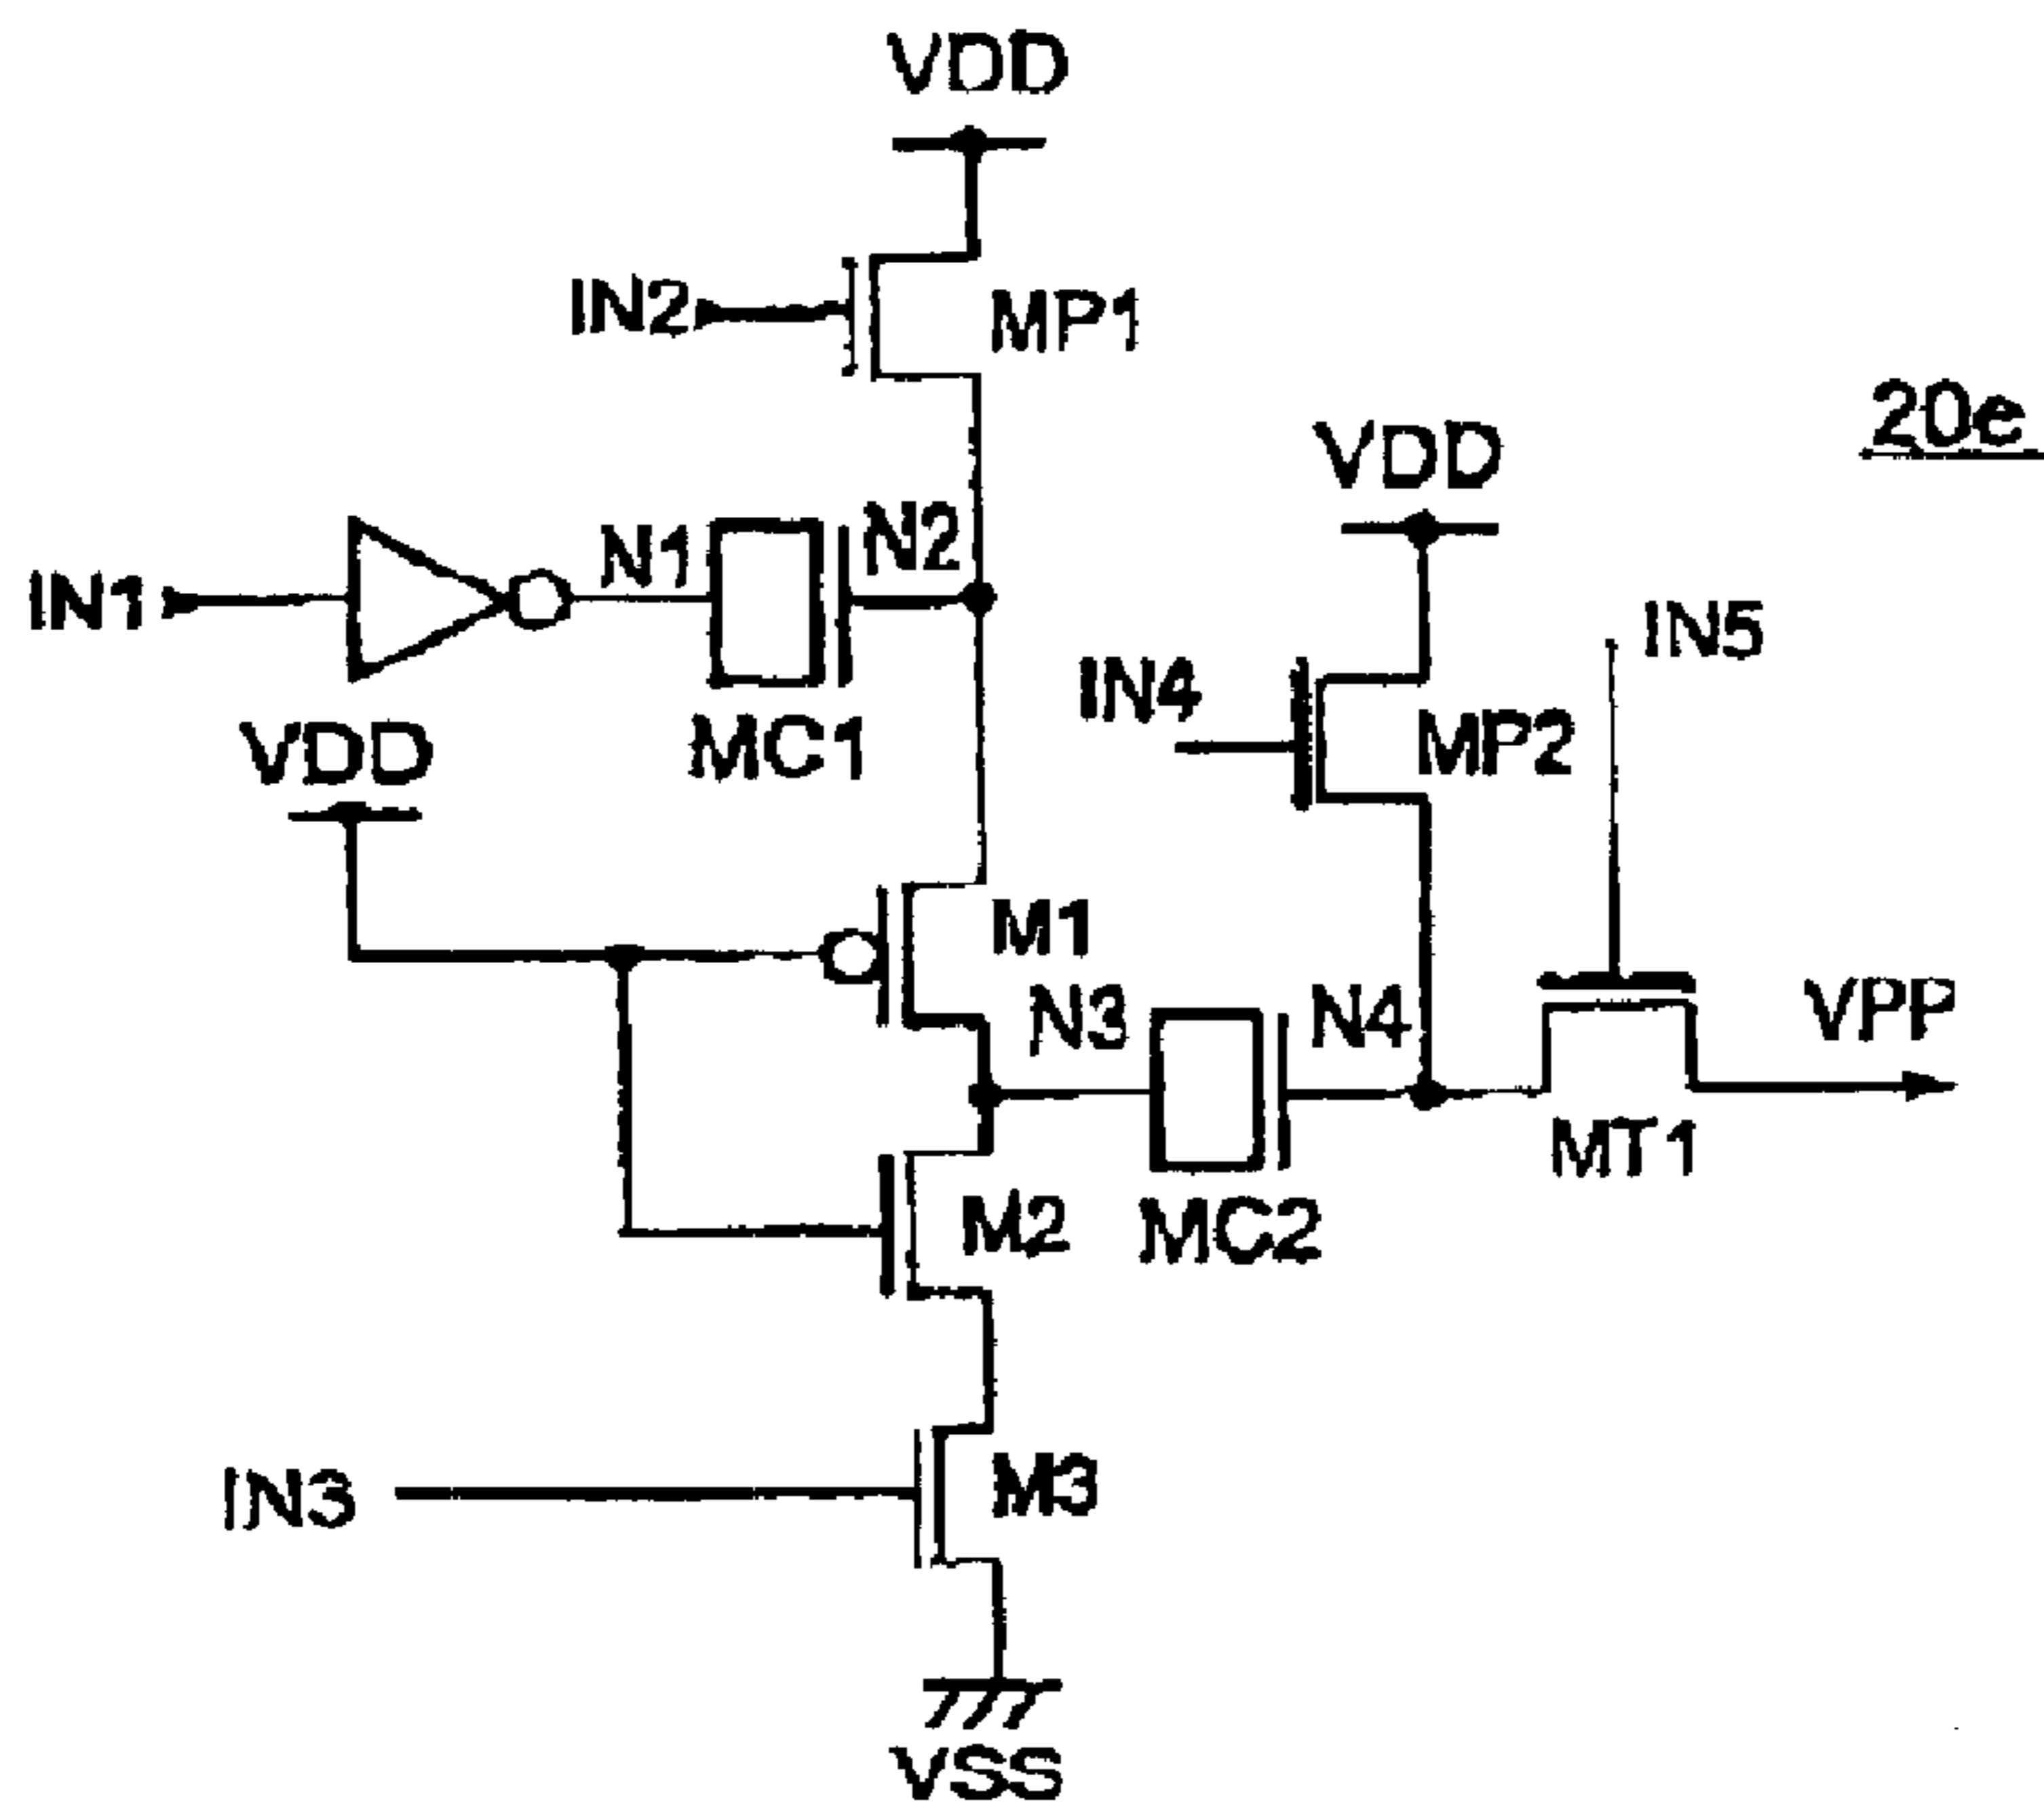 VDD
IN2
MP1
20e
VDD
N1
N2
IN1
IN5
IN4
MP2
MC1
VDD
M1
N3
N4
VPP
MT1
M2
MC2
IN3
M3
VSS